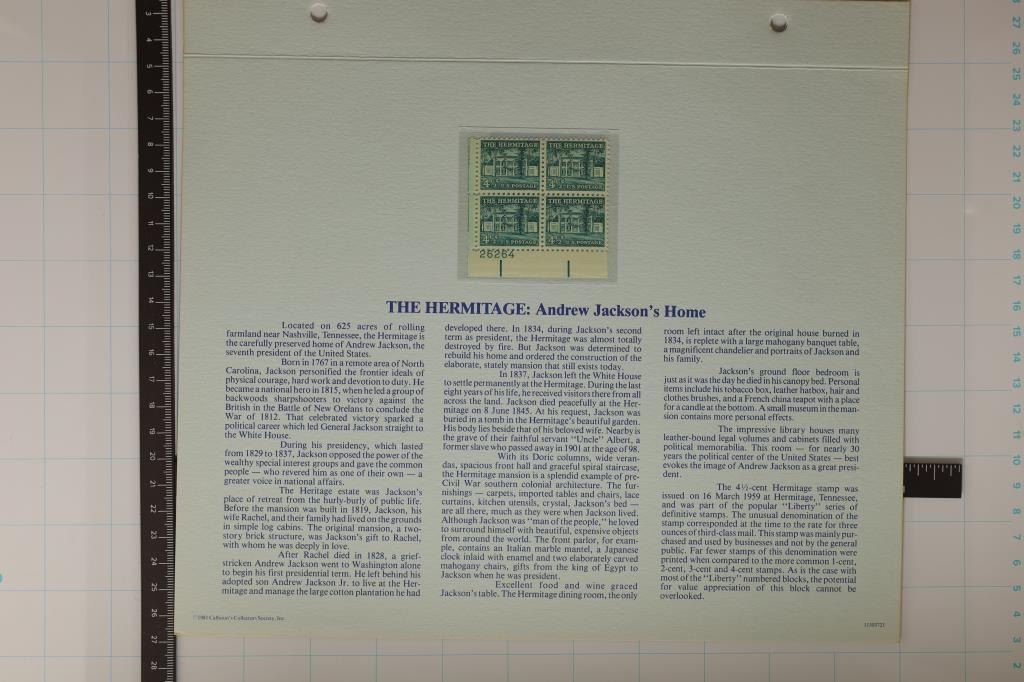 THE HERMITAGE
4½¢ U.S. POSTAGE
THE HERMITAGE
4½¢ U.S. POSTAGE
THE HERMITAGE
4½¢ U.S. POSTAGE
THE HERMITAGE
4½¢ U.S. POSTAGE
26264
THE HERMITAGE: Andrew Jackson's Home
Located on 625 acres of rolling
farmland near Nashville, Tennessee, the Hermitage is
the carefully preserved home of Andrew Jackson, the
seventh president of the United States.
Born in 1767 in a remote area of North
Carolina, Jackson personified the frontier ideals of
physical courage, hard work and devotion to duty. He
became a national hero in 1815, when he led a group of
backwoods sharpshooters to victory against the
British in the Battle of New Orelans to conclude the
War of 1812. That celebrated victory sparked a
political career which led General Jackson straight to
the White House.
During his presidency, which lasted
from 1829 to 1837, Jackson opposed the power of the
wealthy special interest groups and gave the common
people — who revered him as one of their own — a
greater voice in national affairs.
The Heritage estate was Jackson's
place of retreat from the hurly-burly of public life.
Before the mansion was built in 1819, Jackson, his
wife Rachel, and their family had lived on the grounds
in simple log cabins. The original mansion, a two-
story brick structure, was Jackson's gift to Rachel,
with whom he was deeply in love.
After Rachel died in 1828, a grief-
stricken Andrew Jackson went to Washington alone
to begin his first presidential term. He left behind his
adopted son Andrew Jackson Jr. to live at the Her-
mitage and manage the large cotton plantation he had
developed there. In 1834, during Jackson's second
term as president, the Hermitage was almost totally
destroyed by fire. But Jackson was determined to
rebuild his home and ordered the construction of the
elaborate, stately mansion that still exists today.
In 1837, Jackson left the White House
to settle permanently at the Hermitage. During the last
eight years of his life, he received visitors there from all
across the land. Jackson died peacefully at the Her-
mitage on 8 June 1845. At his request, Jackson was
buried in a tomb in the Hermitage's beautiful garden.
His body lies beside that of his beloved wife. Nearby is
the grave of their faithful servant "Uncle" Albert, a
former slave who passed away in 1901 at the age of 98.
With its Doric columns, wide veran-
das, spacious front hall and graceful spiral staircase,
the Hermitage mansion is a splendid example of pre-
Civil War southern colonial architecture. The fur-
nishings — carpets, imported tables and chairs, lace
curtains, kitchen utensils, crystal, Jackson's bed —
are all there, much as they were when Jackson lived.
Although Jackson was "man of the people," he loved
to surround himself with beautiful, expensive objects
from around the world. The front parlor, for exam-
ple, contains an Italian marble mantel, a Japanese
clock inlaid with enamel and two elaborately carved
mahogany chairs, gifts from the king of Egypt to
Jackson when he was president.
Excellent food and wine graced
Jackson's table. The Hermitage dining room, the only
room left intact after the original house burned in
1834, is replete with a large mahogany banquet table,
a magnificent chandelier and portraits of Jackson and
his family.
Jackson's ground floor bedroom is
just as it was the day he died in his canopy bed. Personal
items include his tobacco box, leather hatbox, hair and
clothes brushes, and a French china teapot with a place
for a candle at the bottom. A small museum in the man-
sion contains more personal effects.
The impressive library houses many
leather-bound legal volumes and cabinets filled with
political memorabilia. This room — for nearly 30
years the political center of the United States — best
evokes the image of Andrew Jackson as a great presi-
dent.
The 4½-cent Hermitage stamp was
issued on 16 March 1959 at Hermitage, Tennessee,
and was part of the popular "Liberty" series of
definitive stamps. The unusual denomination of the
stamp corresponded at the time to the rate for three
ounces of third-class mail. This stamp was mainly pur-
chased and used by businesses and not by the general
public. Far fewer stamps of this denomination were
printed when compared to the more common 1-cent,
2-cent, 3-cent and 4-cent stamps. As is the case with
most of the "Liberty" numbered blocks, the potential
for value appreciation of this block cannot be
overlooked.
Calhoun's Collectors Society, Inc.